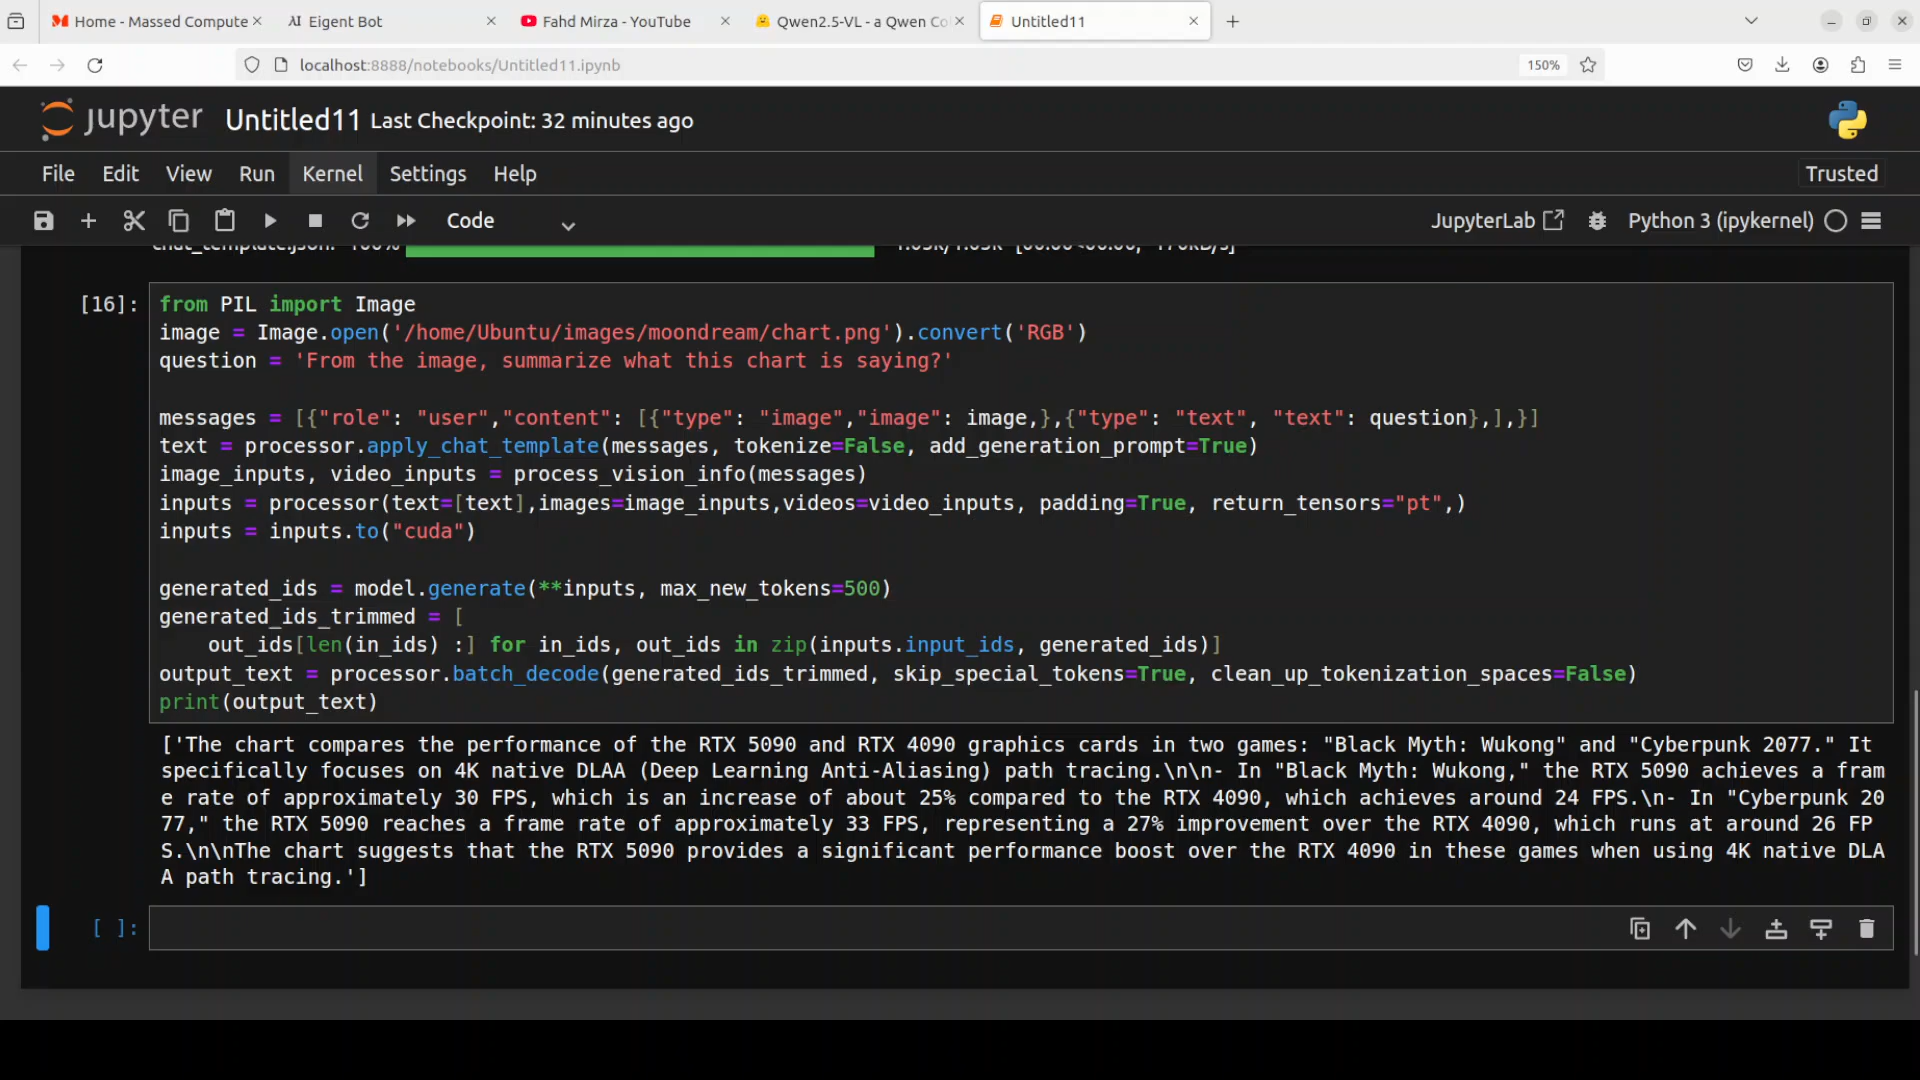 Home - Massed Compute
AI Eigent Bot
Fahd Mirza - YouTube
Qwen2.5-VL - a Qwen Co
Untitled11
localhost:8888/notebooks/Untitled11.ipynb
150%
jupyter Untitled11 Last Checkpoint: 32 minutes ago
File Edit View Run Kernel Settings Help
Trusted
Code
JupyterLab
Python 3 (ipykernel)
[16]:
from PIL import Image
image = Image.open('/home/Ubuntu/images/moondream/chart.png').convert('RGB')
question = 'From the image, summarize what this chart is saying?'
messages = [{"role": "user","content": [{"type": "image","image": image,},{"type": "text", "text": question},],}]
text = processor.apply_chat_template(messages, tokenize=False, add_generation_prompt=True)
image_inputs, video_inputs = process_vision_info(messages)
inputs = processor(text=[text],images=image_inputs,videos=video_inputs, padding=True, return_tensors="pt",)
inputs = inputs.to("cuda")
generated_ids = model.generate(**inputs, max_new_tokens=500)
generated_ids_trimmed = [
    out_ids[len(in_ids) :] for in_ids, out_ids in zip(inputs.input_ids, generated_ids)]
output_text = processor.batch_decode(generated_ids_trimmed, skip_special_tokens=True, clean_up_tokenization_spaces=False)
print(output_text)
['The chart compares the performance of the RTX 5090 and RTX 4090 graphics cards in two games: "Black Myth: Wukong" and "Cyberpunk 2077." It
specifically focuses on 4K native DLAA (Deep Learning Anti-Aliasing) path tracing.\n\n- In "Black Myth: Wukong," the RTX 5090 achieves a fram
e rate of approximately 30 FPS, which is an increase of about 25% compared to the RTX 4090, which achieves around 24 FPS.\n- In "Cyberpunk 20
77," the RTX 5090 reaches a frame rate of approximately 33 FPS, representing a 27% improvement over the RTX 4090, which runs at around 26 FP
S.\n\nThe chart suggests that the RTX 5090 provides a significant performance boost over the RTX 4090 in these games when using 4K native DLA
A path tracing.']
[ ]: